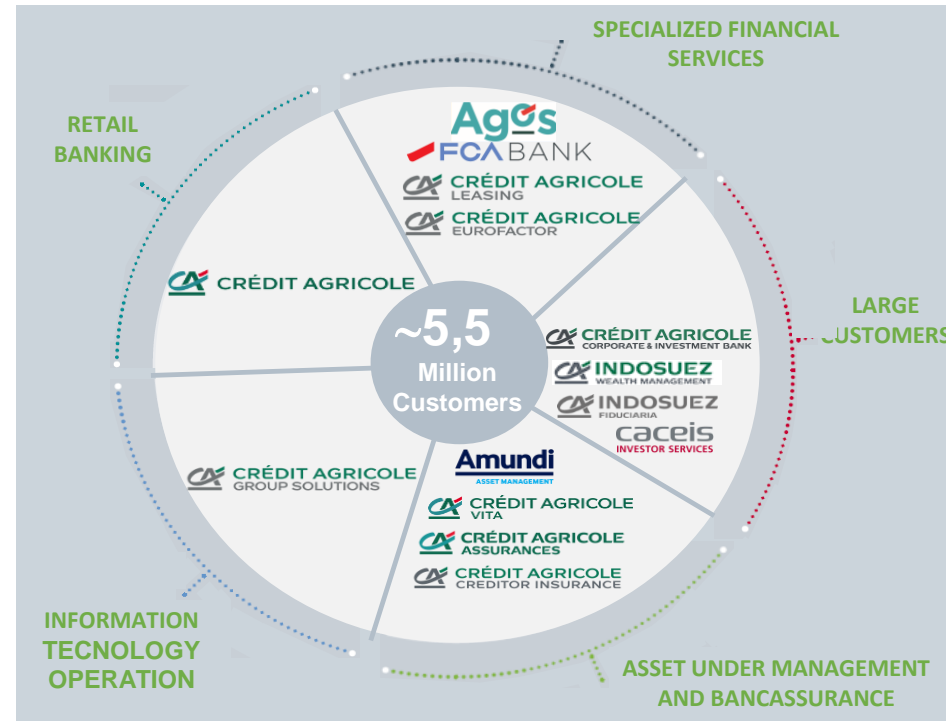 SPECIALIZED FINANCIAL
SERVICES
RETAIL
BANKING
Agos
FCA BANK
CRÉDIT AGRICOLE
LEASING
CRÉDIT AGRICOLE
EUROFACTOR
CRÉDIT AGRICOLE
~5,5
Million
Customers
LARGE
CUSTOMERS
CRÉDIT AGRICOLE
CORPORATE & INVESTMENT BANK
INDOSUEZ
WEALTH MANAGEMENT
INDOSUEZ
FIDUCIARIA
caceis
INVESTOR SERVICES
CRÉDIT AGRICOLE
GROUP SOLUTIONS
Amundi
ASSET MANAGEMENT
CRÉDIT AGRICOLE
VITA
CRÉDIT AGRICOLE
ASSURANCES
CRÉDIT AGRICOLE
CREDITOR INSURANCE
INFORMATION
TECNOLOGY
OPERATION
ASSET UNDER MANAGEMENT
AND BANCASSURANCE